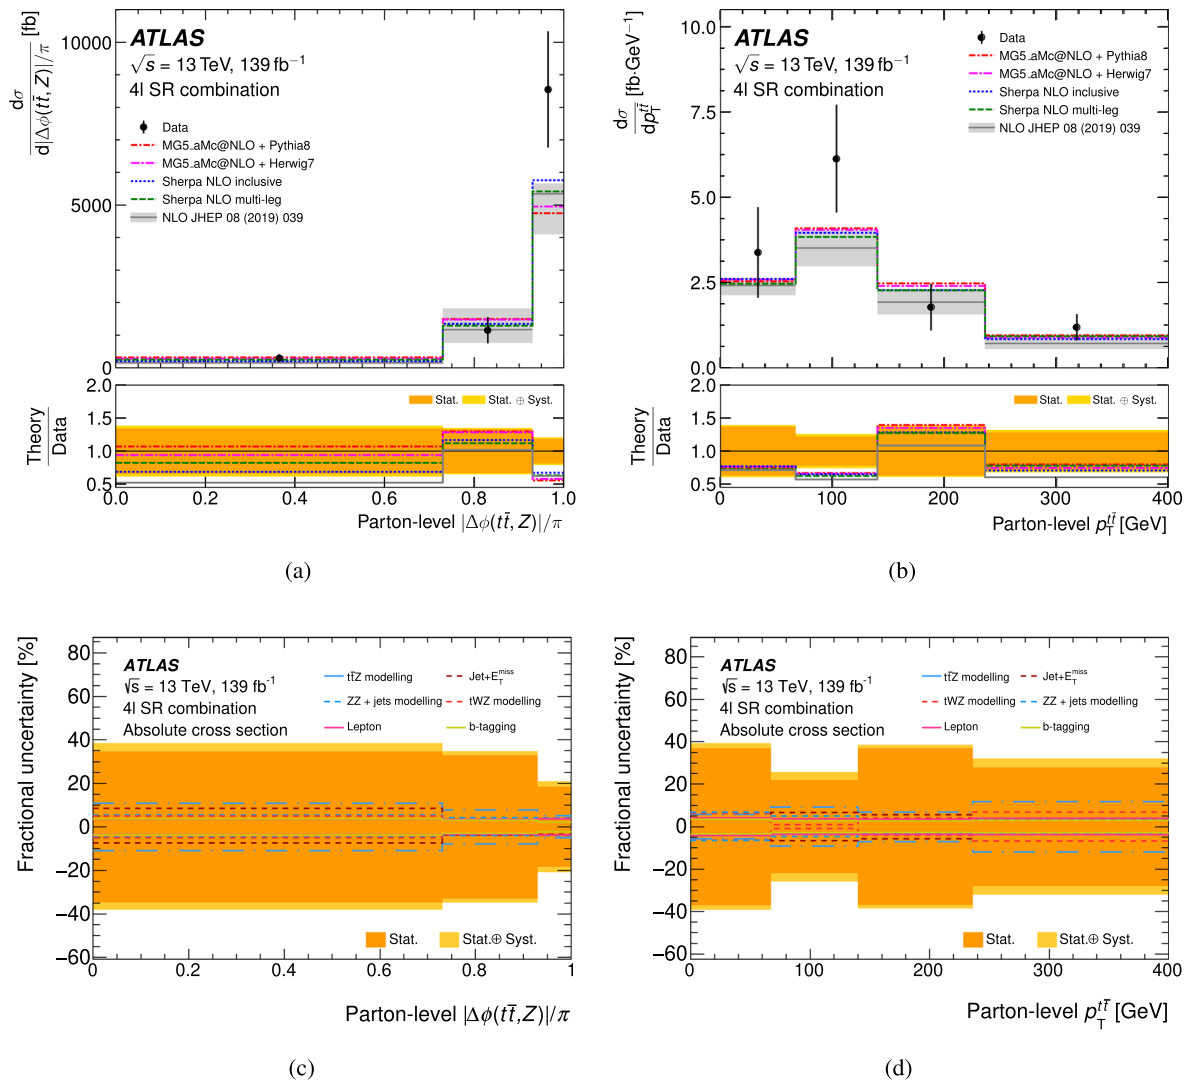 ATLAS
√s = 13 TeV, 139 fb⁻¹
4l SR combination
Data
MG5_aMc@NLO + Pythia8
MG5_aMc@NLO + Herwig7
Sherpa NLO inclusive
Sherpa NLO multi-leg
NLO JHEP 08 (2019) 039
dσ / d|Δϕ(tt̄, Z)|/π [fb]
10000
5000
0
Stat. Stat. ⊕ Syst.
Theory / Data
2.0
1.5
1.0
0.5
0.0 0.2 0.4 0.6 0.8 1.0
Parton-level |Δϕ(tt̄, Z)|/π
(a)
ATLAS
√s = 13 TeV, 139 fb⁻¹
4l SR combination
Data
MG5_aMc@NLO + Pythia8
MG5_aMc@NLO + Herwig7
Sherpa NLO inclusive
Sherpa NLO multi-leg
NLO JHEP 08 (2019) 039
dσ / dp_T^{tt̄} [fb·GeV⁻¹]
10.0
7.5
5.0
2.5
0.0
Stat. Stat. ⊕ Syst.
Theory / Data
2.0
1.5
1.0
0.5
0 100 200 300 400
Parton-level p_T^{tt̄} [GeV]
(b)
Fractional uncertainty [%]
80
60
40
20
0
−20
−40
−60
ATLAS
√s = 13 TeV, 139 fb⁻¹
4l SR combination
Absolute cross section
tt̄Z modelling
Jet+E_T^{miss}
ZZ + jets modelling
tWZ modelling
Lepton
b-tagging
Stat. Stat.⊕ Syst.
0 0.2 0.4 0.6 0.8 1
Parton-level |Δϕ(tt̄,Z)|/π
(c)
Fractional uncertainty [%]
80
60
40
20
0
−20
−40
−60
ATLAS
√s = 13 TeV, 139 fb⁻¹
4l SR combination
Absolute cross section
tt̄Z modelling
Jet+E_T^{miss}
tWZ modelling
ZZ + jets modelling
Lepton
b-tagging
Stat. Stat.⊕ Syst.
0 100 200 300 400
Parton-level p_T^{tt̄} [GeV]
(d)